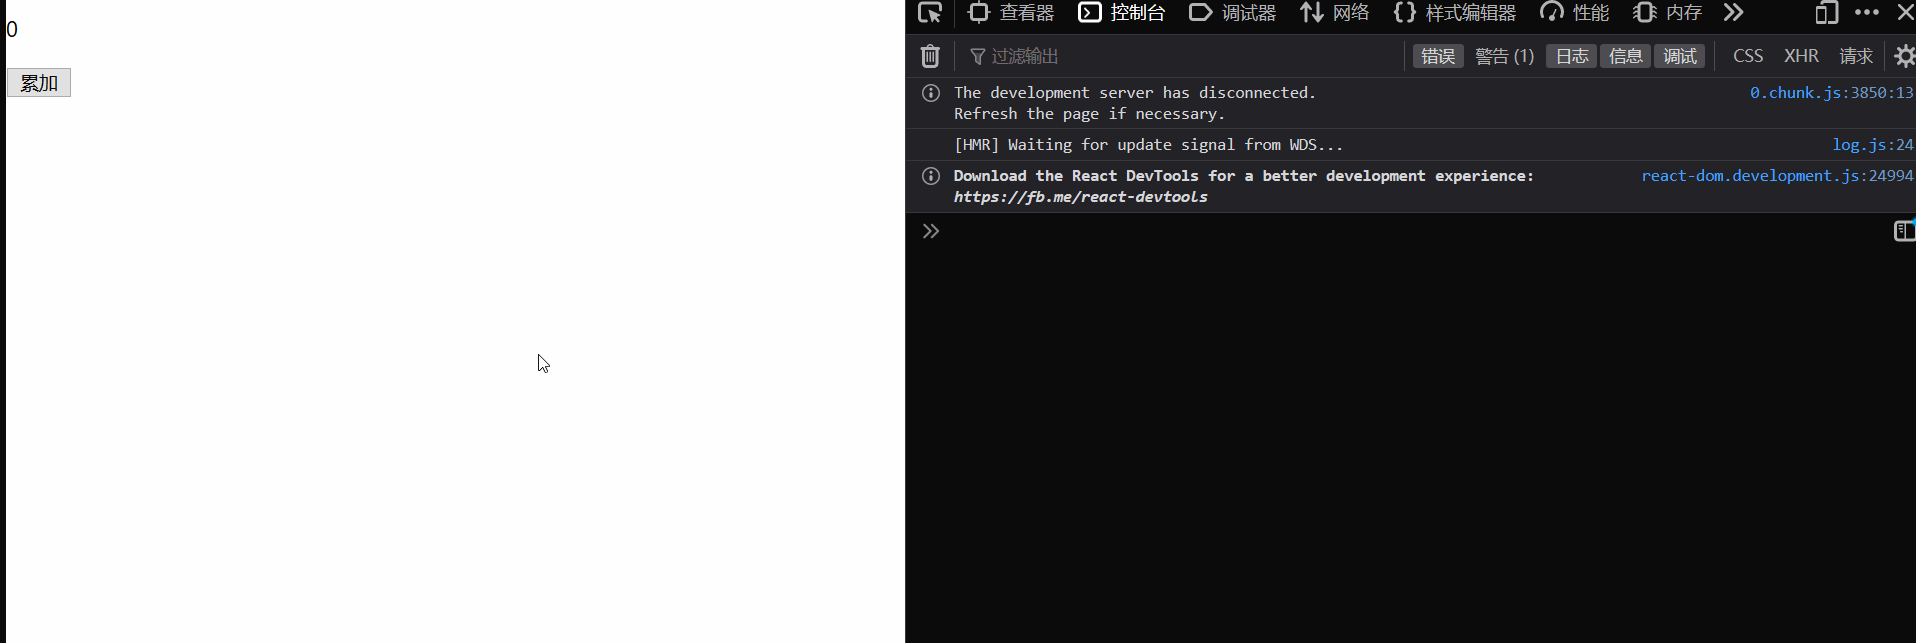 0
累加
查看器 控制台 调试器 网络 样式编辑器 性能 内存
过滤输出 错误 警告 (1) 日志 信息 调试 CSS XHR 请求
The development server has disconnected. 0.chunk.js:3850:13
Refresh the page if necessary.
[HMR] Waiting for update signal from WDS... log.js:24
Download the React DevTools for a better development experience: react-dom.development.js:24994
https://fb.me/react-devtools